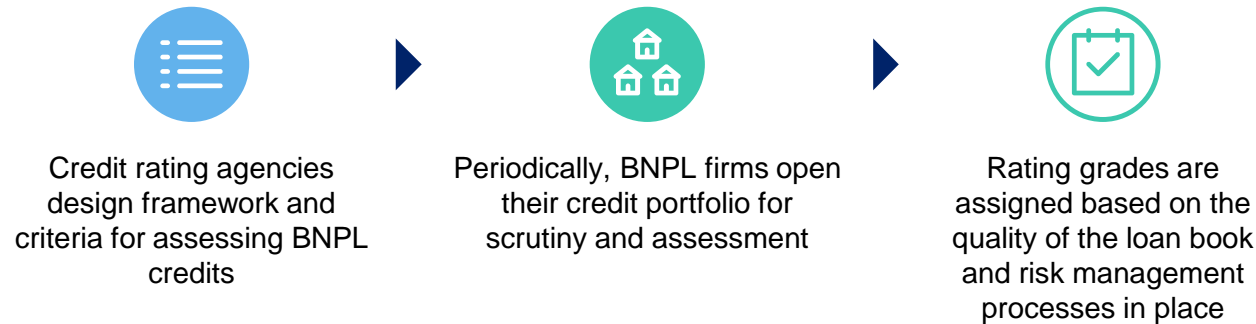 Credit rating agencies
design framework and
criteria for assessing BNPL
credits
Periodically, BNPL firms open
their credit portfolio for
scrutiny and assessment
Rating grades are
assigned based on the
quality of the loan book
and risk management
processes in place